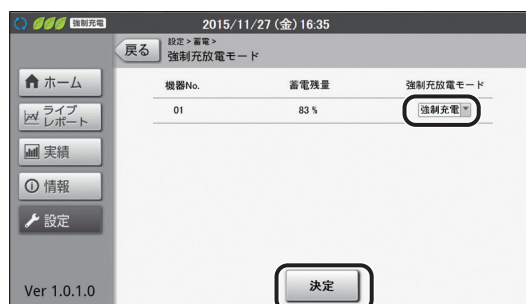 強制充電
2015/11/27 (金) 16:35
戻る
設定 > 蓄電 >
強制充放電モード
ホーム
ライブ
レポート
実績
情報
設定
Ver 1.0.1.0
機器No. 蓄電残量 強制充放電モード
01 83 % 強制充電
決定